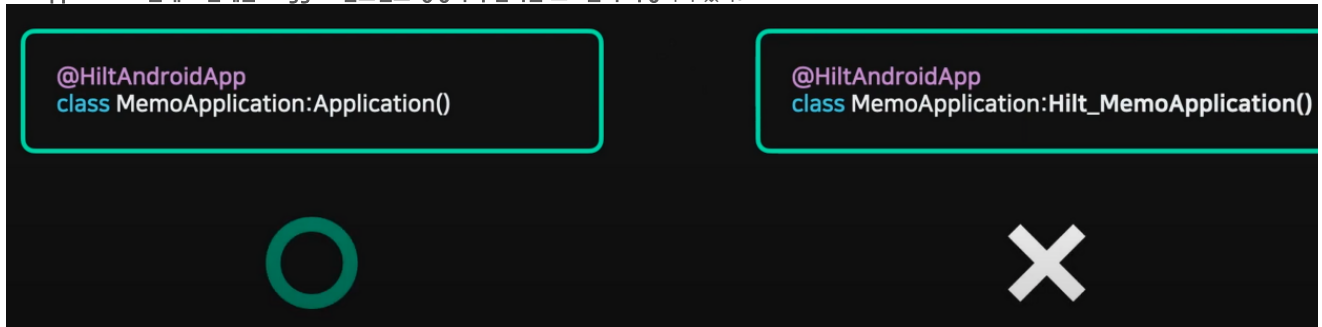 @HiltAndroidApp
class MemoApplication:Application()
@HiltAndroidApp
class MemoApplication:Hilt_MemoApplication()